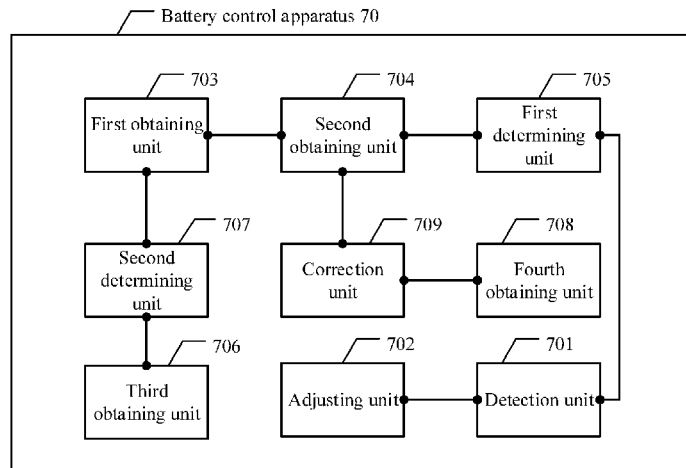 Battery control apparatus 70
703
704
705
First obtaining
unit
Second
obtaining unit
First
determining
unit
707
709
708
Second
determining
unit
Correction
unit
Fourth
obtaining unit
706
702
701
Third
obtaining unit
Adjusting unit
Detection unit